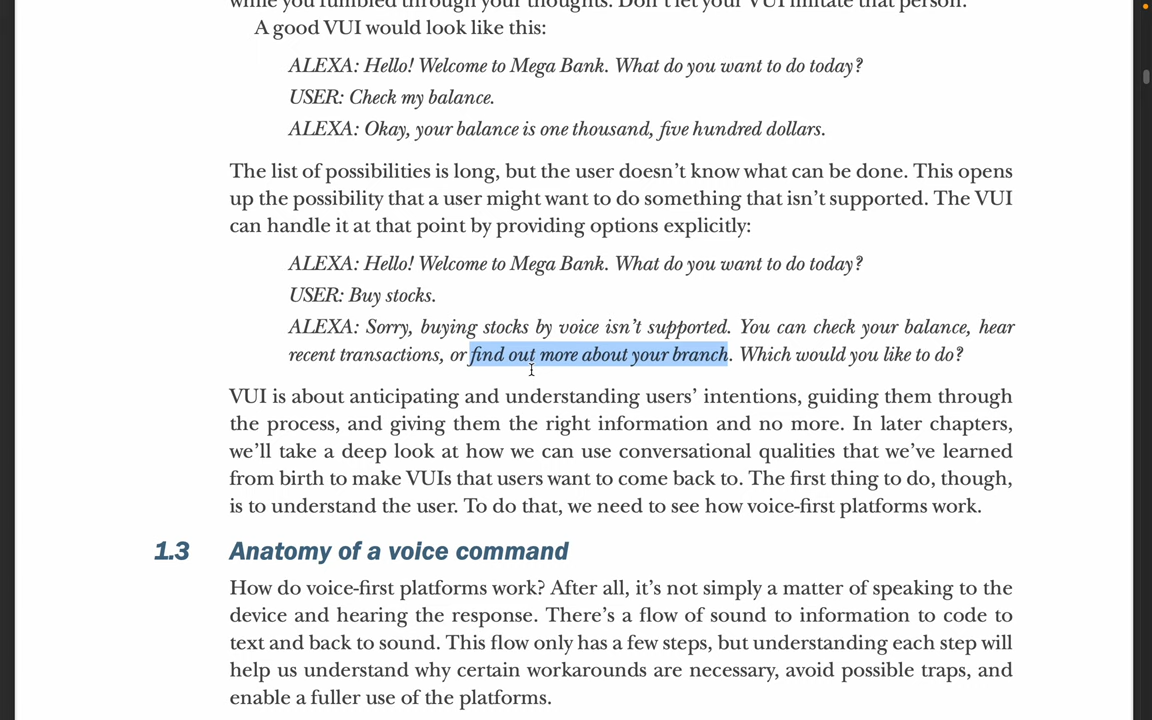 while you fumbled through your thoughts. Don't let your VUI imitate that person.
A good VUI would look like this:
ALEXA: Hello! Welcome to Mega Bank. What do you want to do today?
USER: Check my balance.
ALEXA: Okay, your balance is one thousand, five hundred dollars.
The list of possibilities is long, but the user doesn't know what can be done. This opens
up the possibility that a user might want to do something that isn't supported. The VUI
can handle it at that point by providing options explicitly:
ALEXA: Hello! Welcome to Mega Bank. What do you want to do today?
USER: Buy stocks.
ALEXA: Sorry, buying stocks by voice isn't supported. You can check your balance, hear
recent transactions, or find out more about your branch. Which would you like to do?
VUI is about anticipating and understanding users' intentions, guiding them through
the process, and giving them the right information and no more. In later chapters,
we'll take a deep look at how we can use conversational qualities that we've learned
from birth to make VUIs that users want to come back to. The first thing to do, though,
is to understand the user. To do that, we need to see how voice-first platforms work.
1.3 Anatomy of a voice command
How do voice-first platforms work? After all, it's not simply a matter of speaking to the
device and hearing the response. There's a flow of sound to information to code to
text and back to sound. This flow only has a few steps, but understanding each step will
help us understand why certain workarounds are necessary, avoid possible traps, and
enable a fuller use of the platforms.